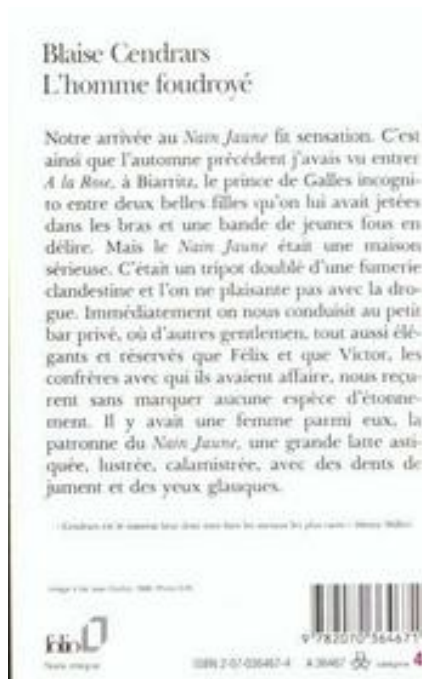 Blaise Cendrars
L'homme foudroyé
Notre arrivée au Nain Jaune fit sensation. C'est
ainsi que l'automne précédent j'avais vu entrer
A la Rose, à Biarritz, le prince de Galles incogni-
to entre deux belles filles qu'on lui avait jetées
dans les bras et une bande de jeunes fous en
délire. Mais le Nain Jaune était une maison
sérieuse. C'était un tripot doublé d'une fumerie
clandestine et l'on ne plaisante pas avec la dro-
gue. Immédiatement on nous conduisit au petit
bar privé, où d'autres gentlemen, tout aussi élé-
gants et réservés que Félix et que Victor, les
confrères avec qui ils avaient affaire, nous reçu-
rent sans marquer aucune espèce d'étonne-
ment. Il y avait une femme parmi eux, la
patronne du Nain Jaune, une grande latte asti-
quée, lustrée, calamistrée, avec des dents de
jument et des yeux glauques.
folio
Texte intégral
9 782070 364671
ISBN 2-07-036467-4 A 36467 catégorie 4